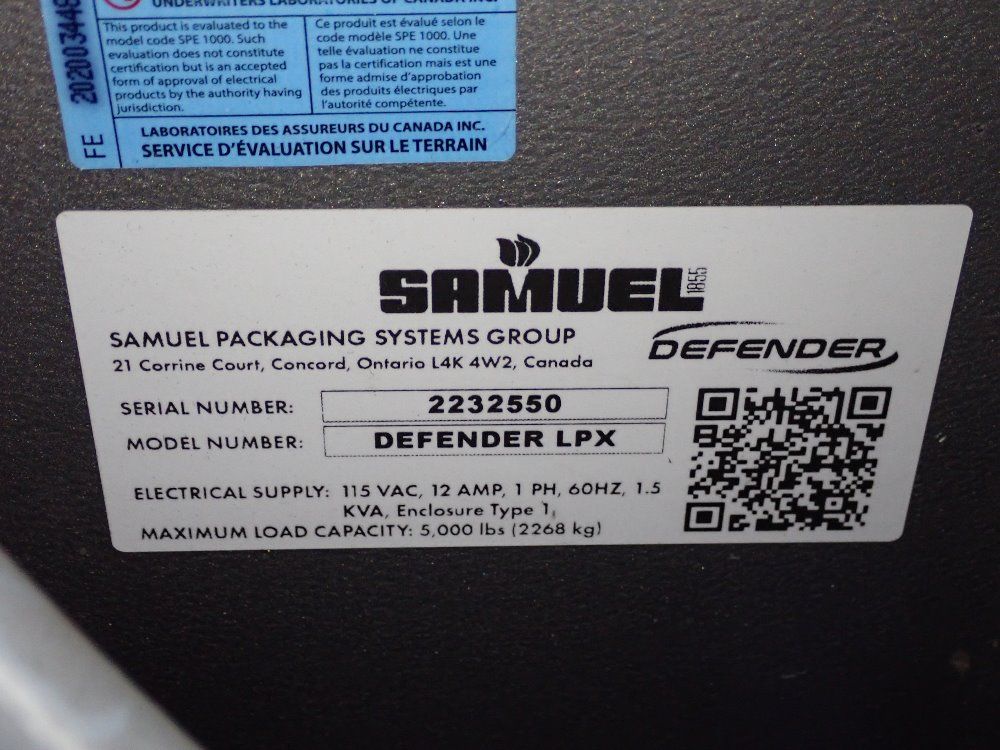 UNDERWRITERS LABORATORIES OF CANADA INC.
This product is evaluated to the
model code SPE 1000. Such
evaluation does not constitute
certification but is an accepted
form of approval of electrical
products by the authority having
jurisdiction.
Ce produit est évalué selon le
code modèle SPE 1000. Une
telle évaluation ne constitue
pas la certification mais est une
forme admise d'approbation
des produits électriques par
l'autorité compétente.
LABORATOIRES DES ASSUREURS DU CANADA INC.
SERVICE D'ÉVALUATION SUR LE TERRAIN
FE
SAMUEL 1855
SAMUEL PACKAGING SYSTEMS GROUP
21 Corrine Court, Concord, Ontario L4K 4W2, Canada
DEFENDER
SERIAL NUMBER: 2232550
MODEL NUMBER: DEFENDER LPX
ELECTRICAL SUPPLY: 115 VAC, 12 AMP, 1 PH, 60HZ, 1.5
KVA, Enclosure Type 1,
MAXIMUM LOAD CAPACITY: 5,000 lbs (2268 kg)